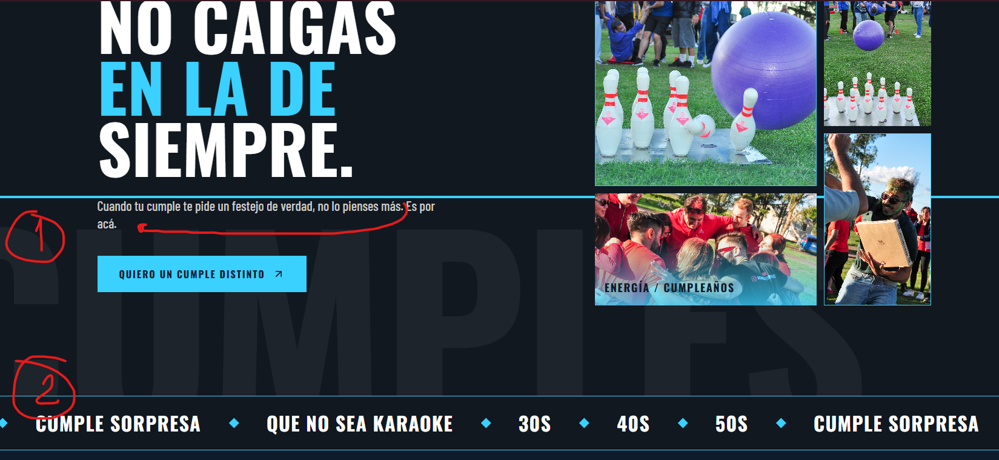 NO CAIGAS
EN LA DE
SIEMPRE.
Cuando tu cumple te pide un festejo de verdad, no lo pienses más. Es por
acá.
1
QUIERO UN CUMPLE DISTINTO
ENERGÍA / CUMPLEAÑOS
CUMPLES
2
CUMPLE SORPRESA
QUE NO SEA KARAOKE
30S
40S
50S
CUMPLE SORPRESA